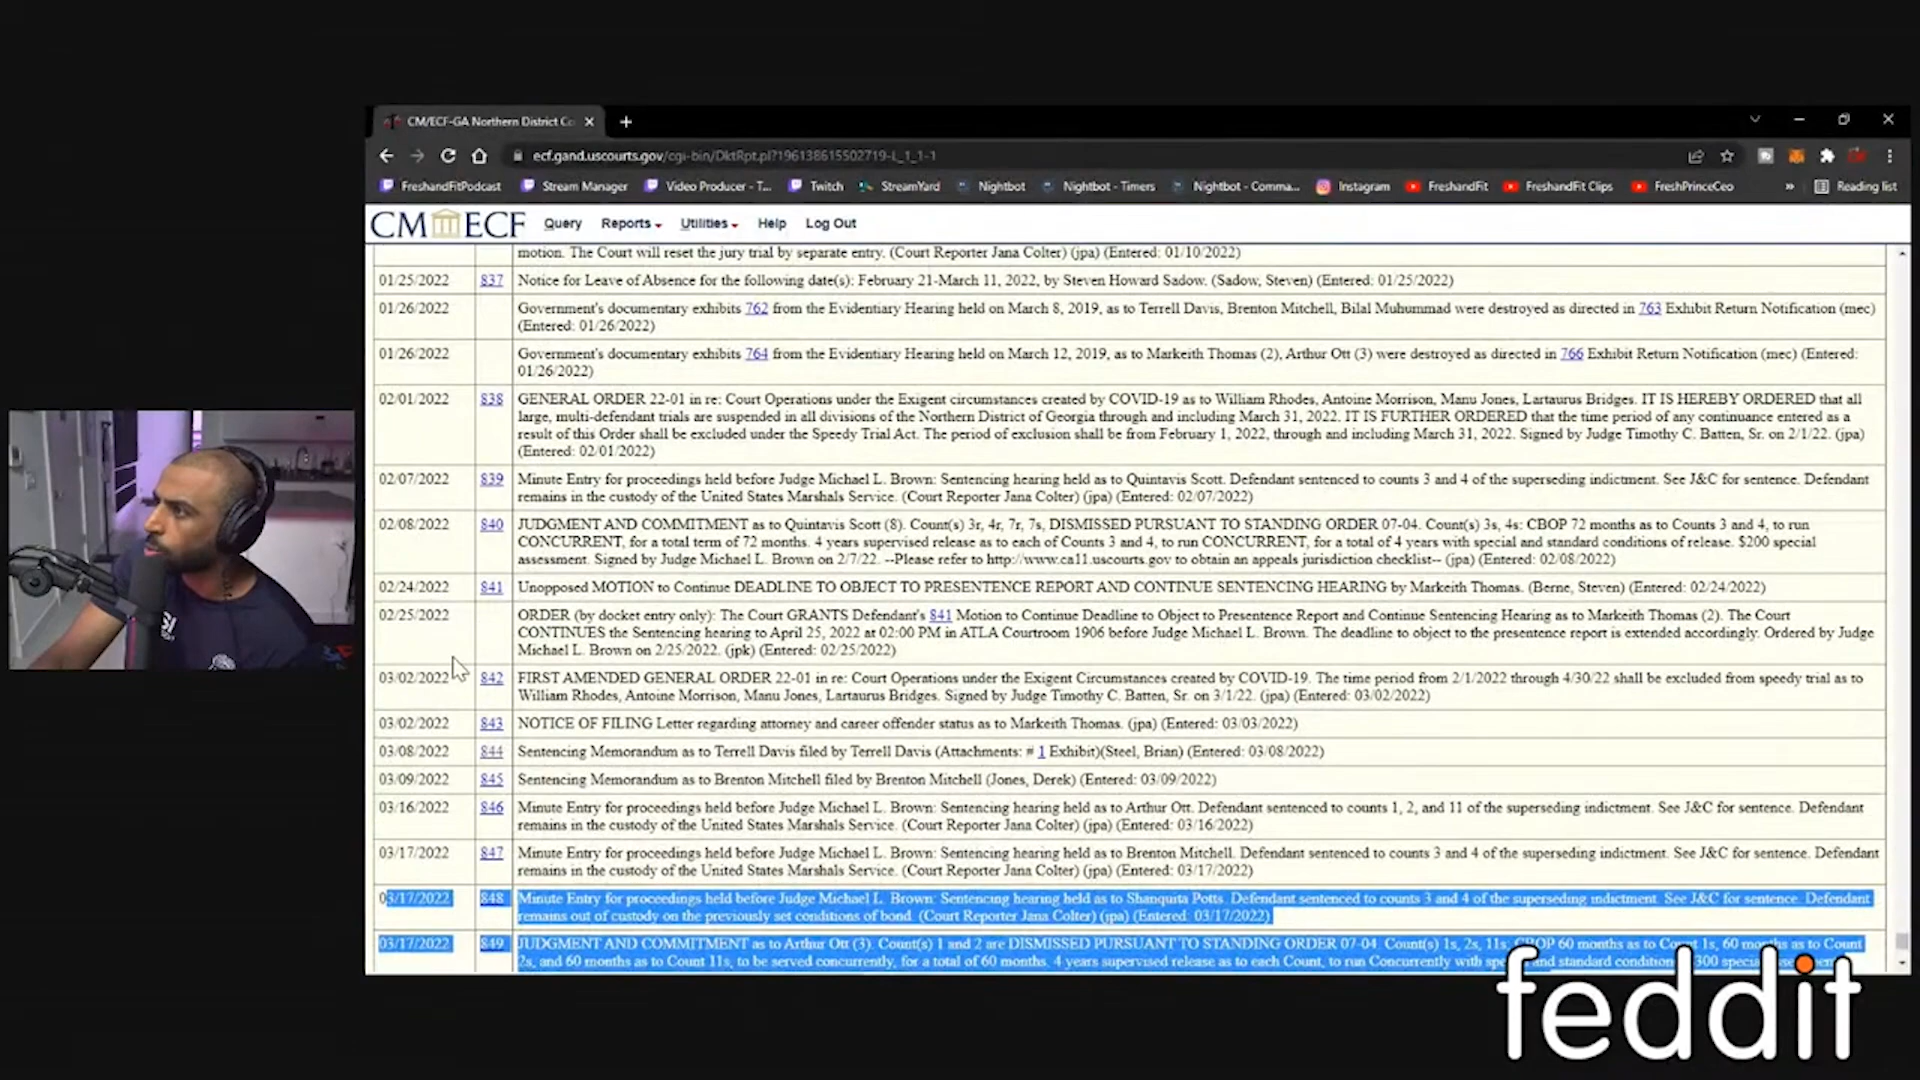 CM/ECF-GA Northern District Co
ecf.gand.uscourts.gov/cgi-bin/DktRpt.pl?196138615502719-L_1_1-1
FreshandFitPodcast Stream Manager Video Producer - T... Twitch StreamYard Nightbot Nightbot - Timers Nightbot - Comma... Instagram FreshandFit FreshandFit Clips FreshPrinceCeo » Reading list
CM ECF Query Reports Utilities Help Log Out
motion. The Court will reset the jury trial by separate entry. (Court Reporter Jana Colter) (jpa) (Entered: 01/10/2022)
01/25/2022 837 Notice for Leave of Absence for the following date(s): February 21-March 11, 2022, by Steven Howard Sadow. (Sadow, Steven) (Entered: 01/25/2022)
01/26/2022 Government's documentary exhibits 762 from the Evidentiary Hearing held on March 8, 2019, as to Terrell Davis, Brenton Mitchell, Bilal Muhummad were destroyed as directed in 763 Exhibit Return Notification (mec)
(Entered: 01/26/2022)
01/26/2022 Government's documentary exhibits 764 from the Evidentiary Hearing held on March 12, 2019, as to Markeith Thomas (2), Arthur Ott (3) were destroyed as directed in 766 Exhibit Return Notification (mec) (Entered:
01/26/2022)
02/01/2022 838 GENERAL ORDER 22-01 in re: Court Operations under the Exigent circumstances created by COVID-19 as to William Rhodes, Antoine Morrison, Manu Jones, Lartaurus Bridges. IT IS HEREBY ORDERED that all
large, multi-defendant trials are suspended in all divisions of the Northern District of Georgia through and including March 31, 2022. IT IS FURTHER ORDERED that the time period of any continuance entered as a
result of this Order shall be excluded under the Speedy Trial Act. The period of exclusion shall be from February 1, 2022, through and including March 31, 2022. Signed by Judge Timothy C. Batten, Sr. on 2/1/22. (jpa)
(Entered: 02/01/2022)
02/07/2022 839 Minute Entry for proceedings held before Judge Michael L. Brown: Sentencing hearing held as to Quintavis Scott. Defendant sentenced to counts 3 and 4 of the superseding indictment. See J&C for sentence. Defendant
remains in the custody of the United States Marshals Service. (Court Reporter Jana Colter) (jpa) (Entered: 02/07/2022)
02/08/2022 840 JUDGMENT AND COMMITMENT as to Quintavis Scott (8). Count(s) 3r, 4r, 7r, 7s, DISMISSED PURSUANT TO STANDING ORDER 07-04. Count(s) 3s, 4s: CBOP 72 months as to Counts 3 and 4, to run
CONCURRENT, for a total term of 72 months. 4 years supervised release as to each of Counts 3 and 4, to run CONCURRENT, for a total of 4 years with special and standard conditions of release. $200 special
assessment. Signed by Judge Michael L. Brown on 2/7/22. --Please refer to http://www.ca11.uscourts.gov to obtain an appeals jurisdiction checklist-- (jpa) (Entered: 02/08/2022)
02/24/2022 841 Unopposed MOTION to Continue DEADLINE TO OBJECT TO PRESENTENCE REPORT AND CONTINUE SENTENCING HEARING by Markeith Thomas. (Berne, Steven) (Entered: 02/24/2022)
02/25/2022 ORDER (by docket entry only): The Court GRANTS Defendant's 841 Motion to Continue Deadline to Object to Presentence Report and Continue Sentencing Hearing as to Markeith Thomas (2). The Court
CONTINUES the Sentencing hearing to April 25, 2022 at 02:00 PM in ATLA Courtroom 1906 before Judge Michael L. Brown. The deadline to object to the presentence report is extended accordingly. Ordered by Judge
Michael L. Brown on 2/25/2022. (jpk) (Entered: 02/25/2022)
03/02/2022 842 FIRST AMENDED GENERAL ORDER 22-01 in re: Court Operations under the Exigent Circumstances created by COVID-19. The time period from 2/1/2022 through 4/30/22 shall be excluded from speedy trial as to
William Rhodes, Antoine Morrison, Manu Jones, Lartaurus Bridges. Signed by Judge Timothy C. Batten, Sr. on 3/1/22. (jpa) (Entered: 03/02/2022)
03/02/2022 843 NOTICE OF FILING Letter regarding attorney and career offender status as to Markeith Thomas. (jpa) (Entered: 03/03/2022)
03/08/2022 844 Sentencing Memorandum as to Terrell Davis filed by Terrell Davis (Attachments: # 1 Exhibit)(Steel, Brian) (Entered: 03/08/2022)
03/09/2022 845 Sentencing Memorandum as to Brenton Mitchell filed by Brenton Mitchell (Jones, Derek) (Entered: 03/09/2022)
03/16/2022 846 Minute Entry for proceedings held before Judge Michael L. Brown: Sentencing hearing held as to Arthur Ott. Defendant sentenced to counts 1, 2, and 11 of the superseding indictment. See J&C for sentence. Defendant
remains in the custody of the United States Marshals Service. (Court Reporter Jana Colter) (jpa) (Entered: 03/16/2022)
03/17/2022 847 Minute Entry for proceedings held before Judge Michael L. Brown: Sentencing hearing held as to Brenton Mitchell. Defendant sentenced to counts 3 and 4 of the superseding indictment. See J&C for sentence. Defendant
remains in the custody of the United States Marshals Service. (Court Reporter Jana Colter) (jpa) (Entered: 03/17/2022)
03/17/2022 848 Minute Entry for proceedings held before Judge Michael L. Brown: Sentencing hearing held as to Shanquita Potts. Defendant sentenced to counts 3 and 4 of the superseding indictment. See J&C for sentence. Defendant
remains out of custody on the previously set conditions of bond. (Court Reporter Jana Colter) (jpa) (Entered: 03/17/2022)
03/17/2022 849 JUDGMENT AND COMMITMENT as to Arthur Ott (3). Count(s) 1 and 2 are DISMISSED PURSUANT TO STANDING ORDER 07-04. Count(s) 1s, 2s, 11s: CBOP 60 months as to Count 1s, 60 months as to Count
2s, and 60 months as to Count 11s, to be served concurrently, for a total of 60 months. 4 years supervised release as to each Count, to run Concurrently with and standard
feddit